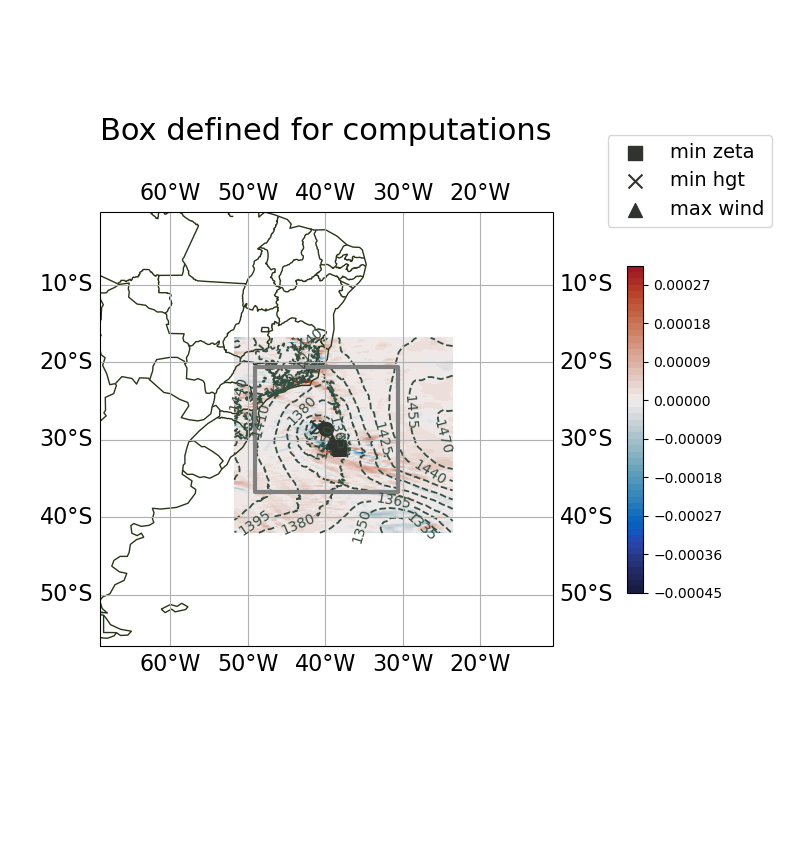 Box defined for computations
min zeta
min hgt
max wind
60°W 50°W 40°W 30°W 20°W
10°S 10°S
20°S 20°S
30°S 30°S
40°S 40°S
50°S 50°S
60°W 50°W 40°W 30°W 20°W
0.00027
0.00018
0.00009
0.00000
−0.00009
−0.00018
−0.00027
−0.00036
−0.00045
1380
1455
1425
1470
1440
1365
1395
1380
1350
1335